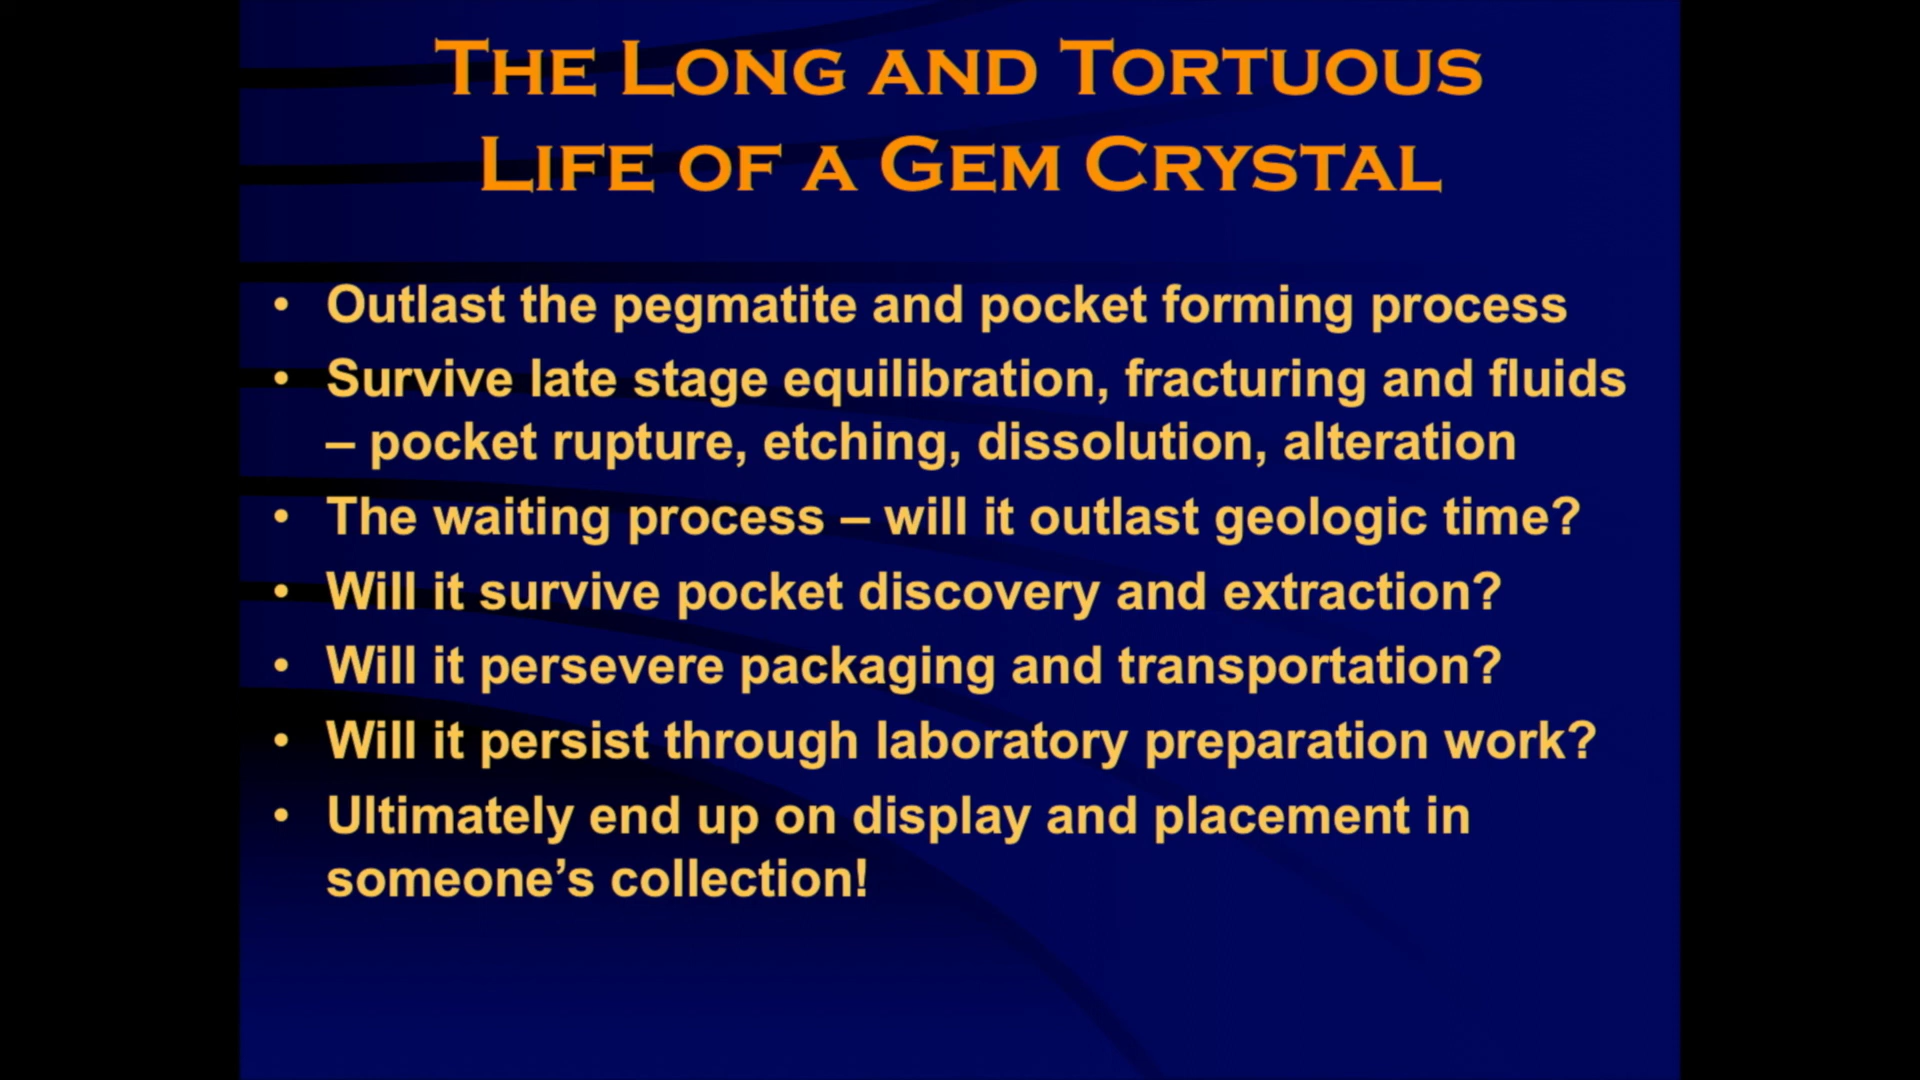 The Long and Tortuous
Life of a Gem Crystal
• Outlast the pegmatite and pocket forming process
• Survive late stage equilibration, fracturing and fluids
– pocket rupture, etching, dissolution, alteration
• The waiting process – will it outlast geologic time?
• Will it survive pocket discovery and extraction?
• Will it persevere packaging and transportation?
• Will it persist through laboratory preparation work?
• Ultimately end up on display and placement in
someone’s collection!